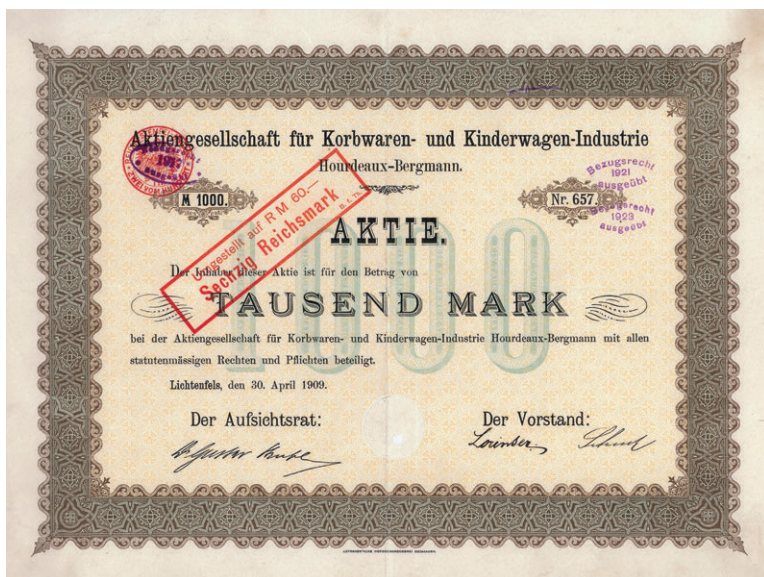 Aktiengesellschaft für Korbwaren- und Kinderwagen-Industrie
Hourdeaux-Bergmann.
M 1000.
Nr. 657.
Bezugsrecht
1921
ausgeübt
Bezugsrecht
1923
ausgeübt
Umgestellt auf R M 60.—
Sechzig Reichsmark
AKTIE.
1000
Der Inhaber dieser Aktie ist für den Betrag von
TAUSEND MARK
bei der Aktiengesellschaft für Korbwaren- und Kinderwagen-Industrie Hourdeaux-Bergmann mit allen
statutenmässigen Rechten und Pflichten beteiligt.
Lichtenfels, den 30. April 1909.
Der Aufsichtsrat:
Der Vorstand: